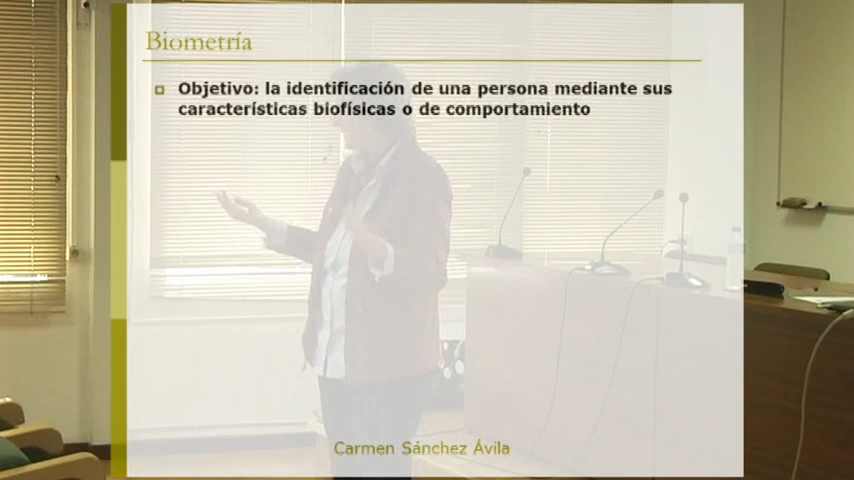 Biometría
Objetivo: la identificación de una persona mediante sus
características biofísicas o de comportamiento
Carmen Sánchez Ávila